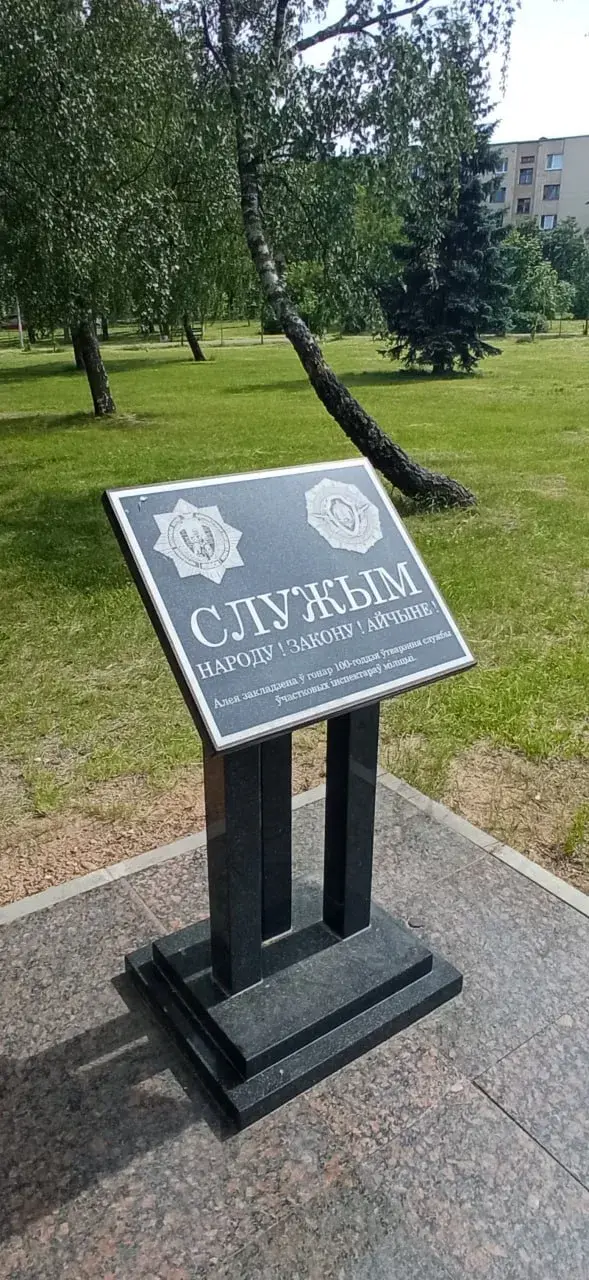 СЛУЖЫМ
НАРОДУ ! ЗАКОНУ ! АЙЧЫНЕ !
Алея закладзена ў гонар 100-годдзя ўтварэння службы
ўчастковых інспектараў міліцыі.